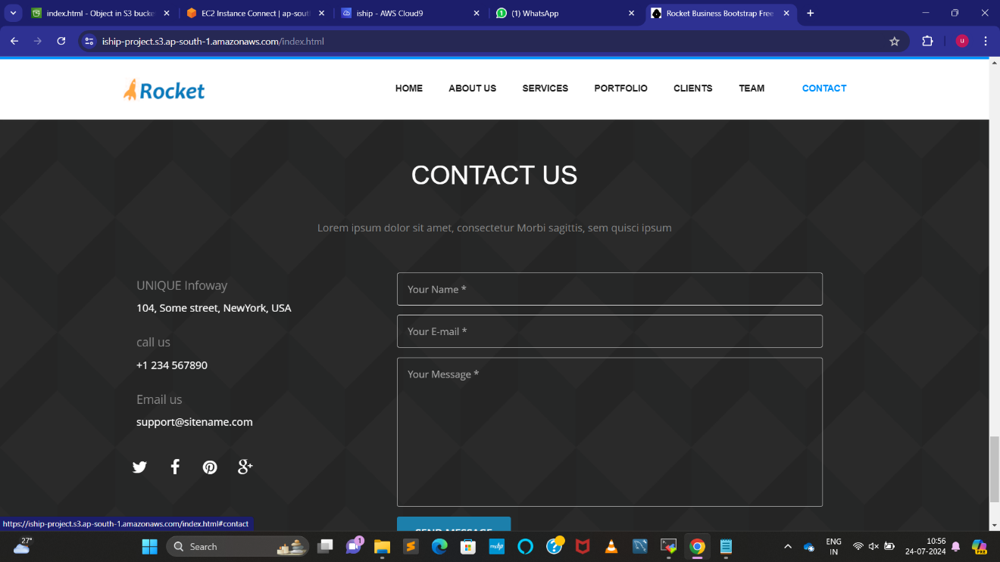 index.html - Object in S3 bucke
EC2 Instance Connect | ap-sout
iship - AWS Cloud9
(1) WhatsApp
Rocket Business Bootstrap Free
iship-project.s3.ap-south-1.amazonaws.com/index.html
u
Rocket
HOME
ABOUT US
SERVICES
PORTFOLIO
CLIENTS
TEAM
CONTACT
CONTACT US
Lorem ipsum dolor sit amet, consectetur Morbi sagittis, sem quisci ipsum
UNIQUE Infoway
104, Some street, NewYork, USA
call us
+1 234 567890
Email us
support@sitename.com
Your Name *
Your E-mail *
Your Message *
SEND MESSAGE
https://iship-project.s3.ap-south-1.amazonaws.com/index.html#contact
27°
Search
1
myhp
ENG
IN
10:56
24-07-2024
PRE